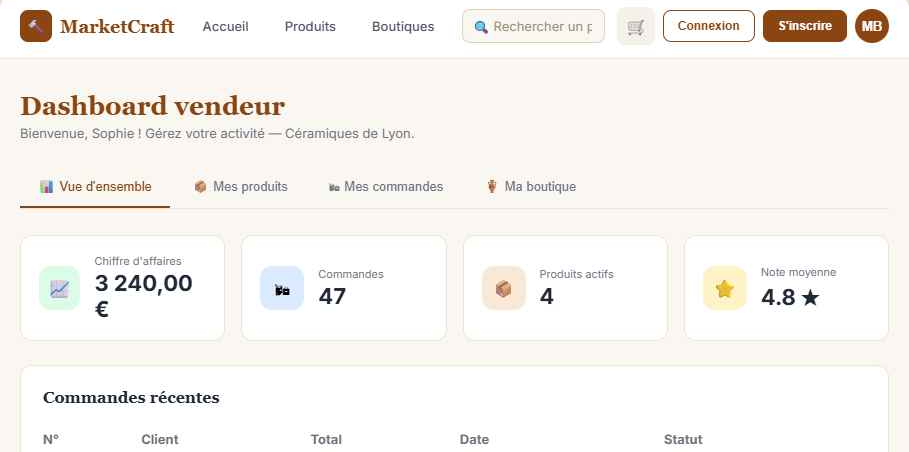 MarketCraft Accueil Produits Boutiques Rechercher un p Connexion S'inscrire MB
Dashboard vendeur
Bienvenue, Sophie ! Gérez votre activité — Céramiques de Lyon.
Vue d'ensemble Mes produits Mes commandes Ma boutique
Chiffre d'affaires
3 240,00
€
Commandes
47
Produits actifs
4
Note moyenne
4.8 ★
Commandes récentes
N° Client Total Date Statut